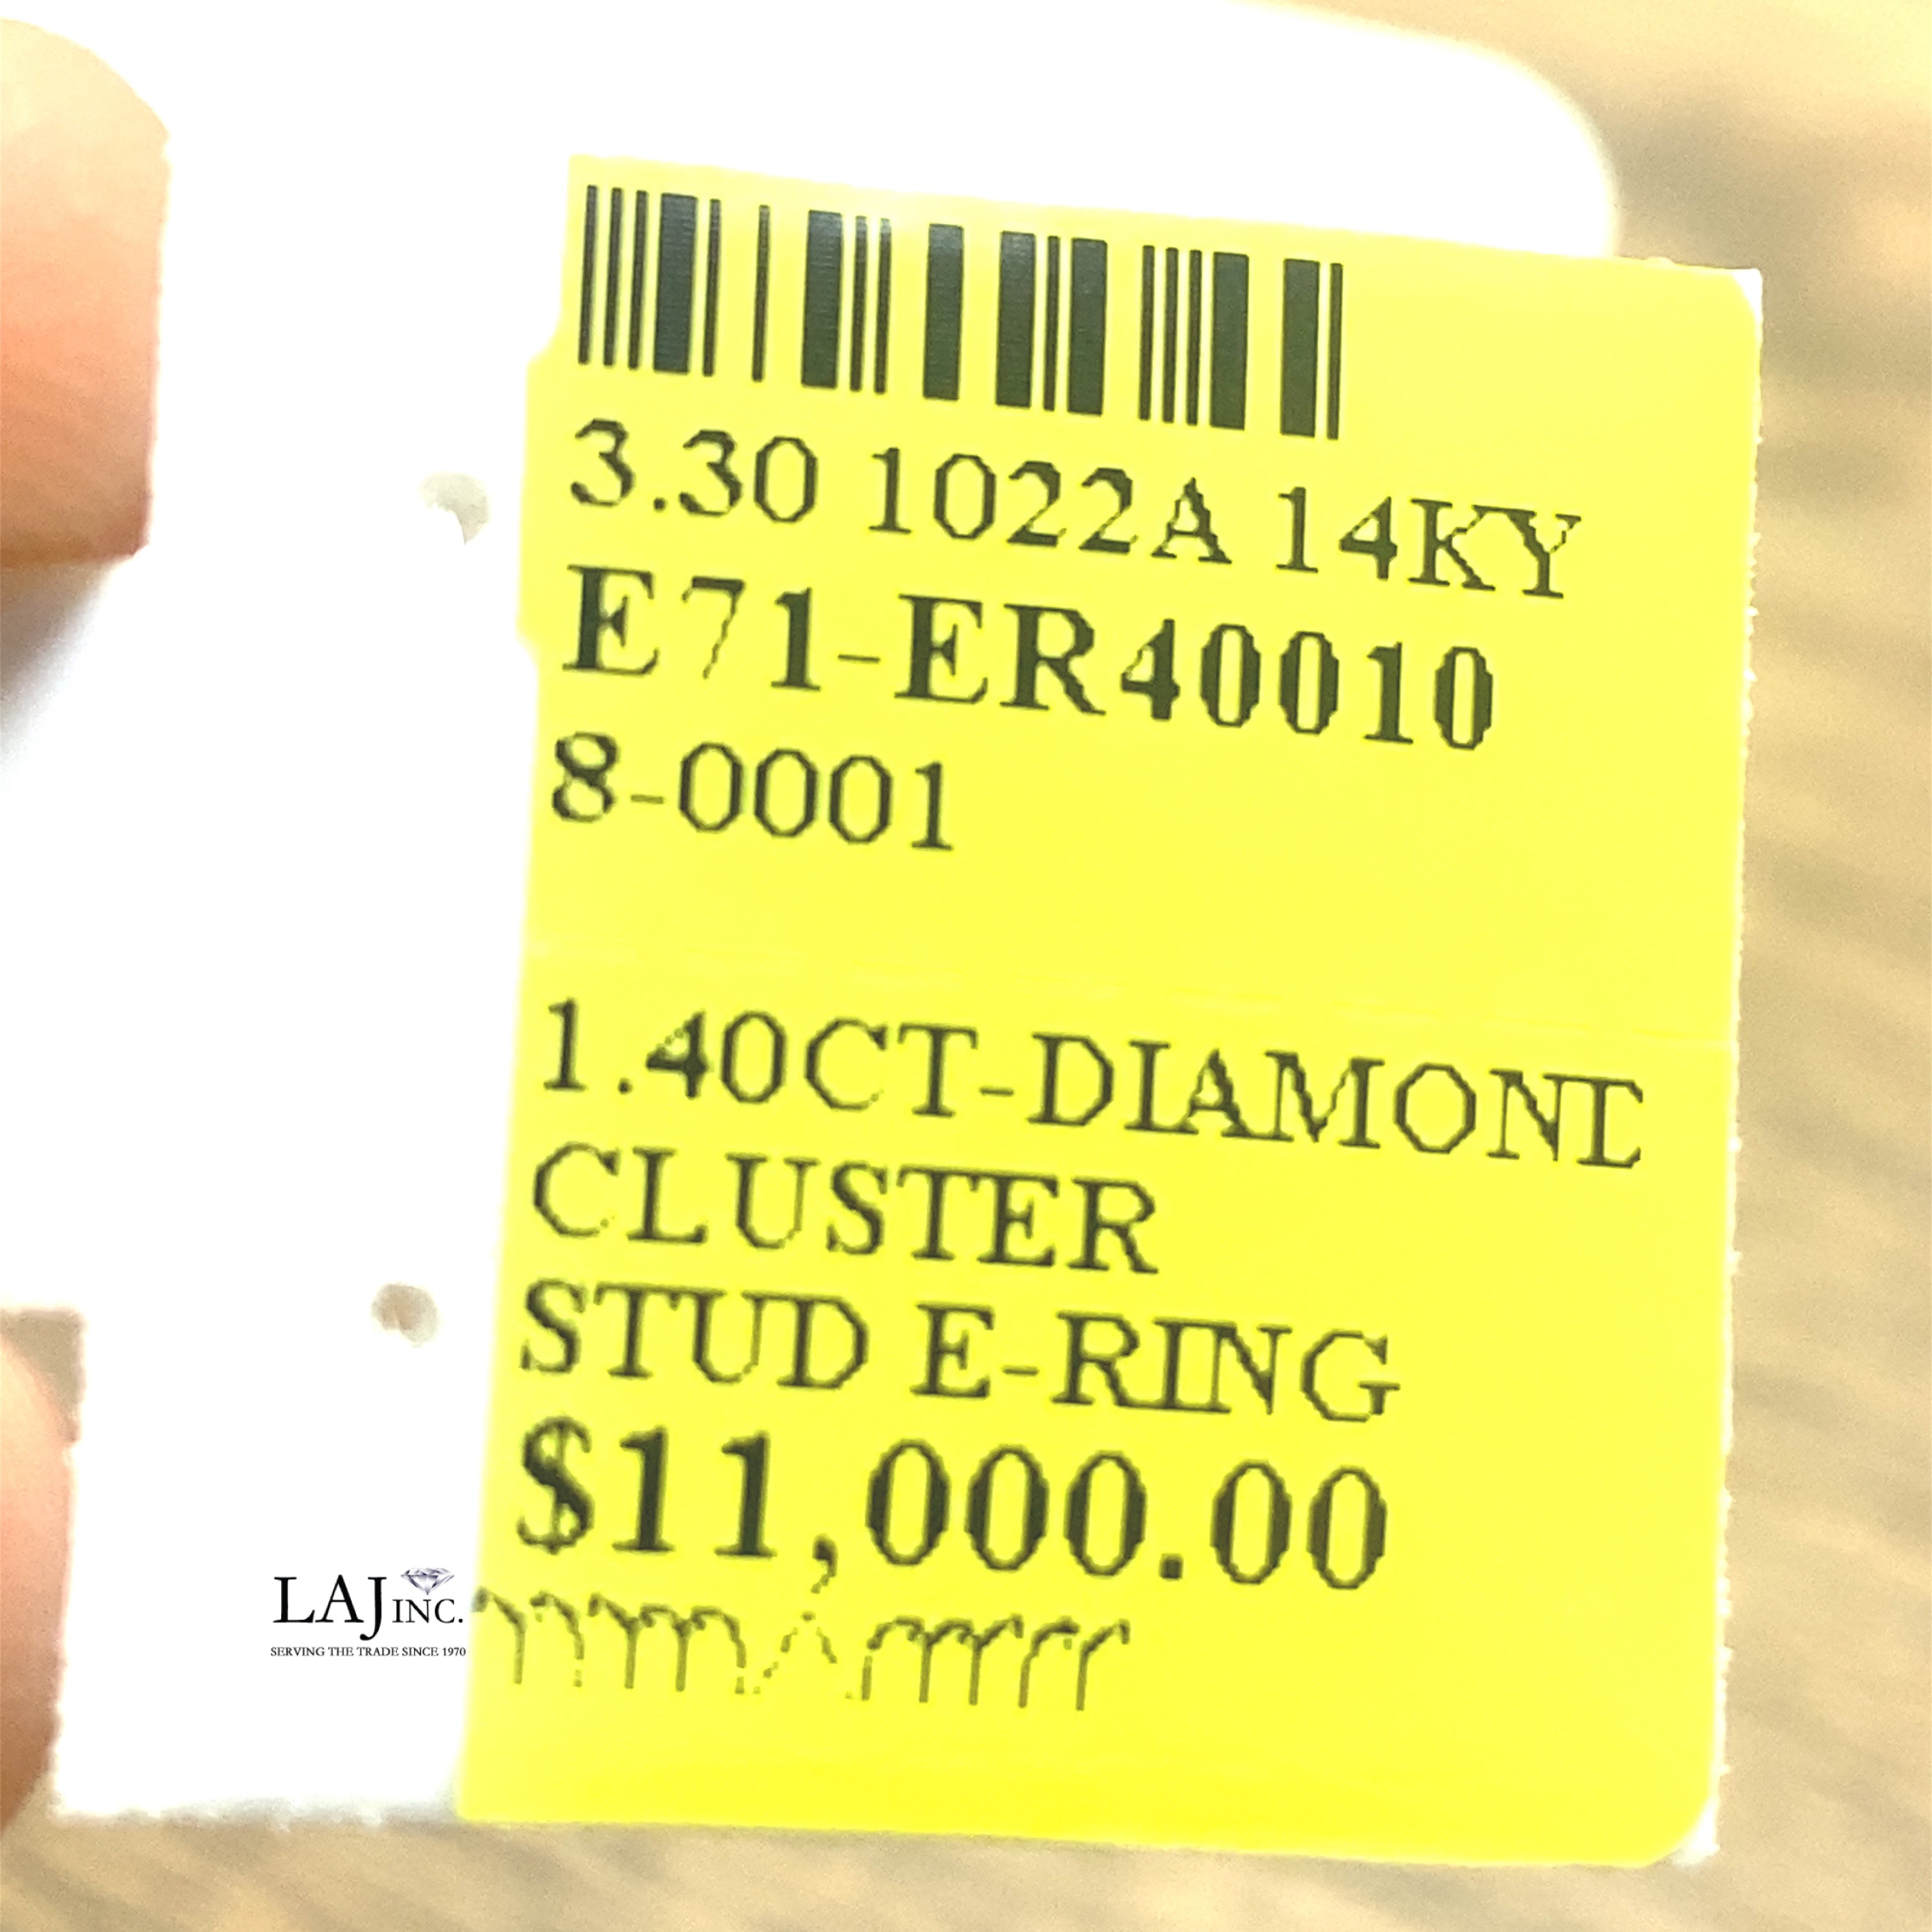 3.30 1022A 14KY
E71-ER40010
8-0001
1.40CT-DIAMOND
CLUSTER
STUD E-RING
$11,000.00
LAJ INC.
SERVING THE TRADE SINCE 1970